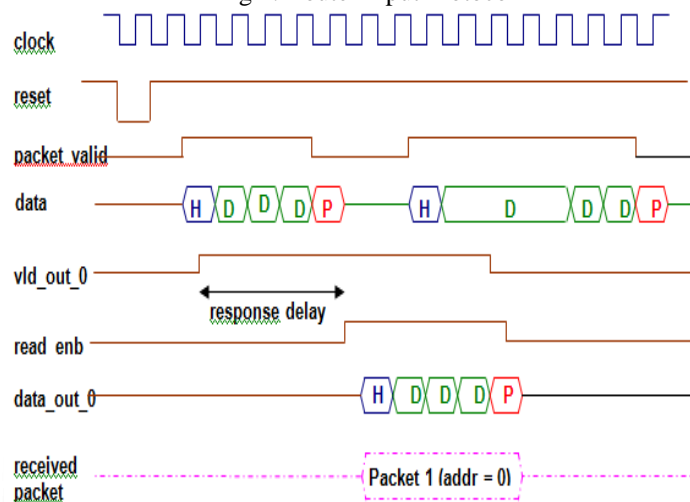 clock
reset
packet_valid
data
H D D D P H D D D P
vld_out_0
response delay
read_enb
data_out_0
H D D D P
received
packet
Packet 1 (addr = 0)